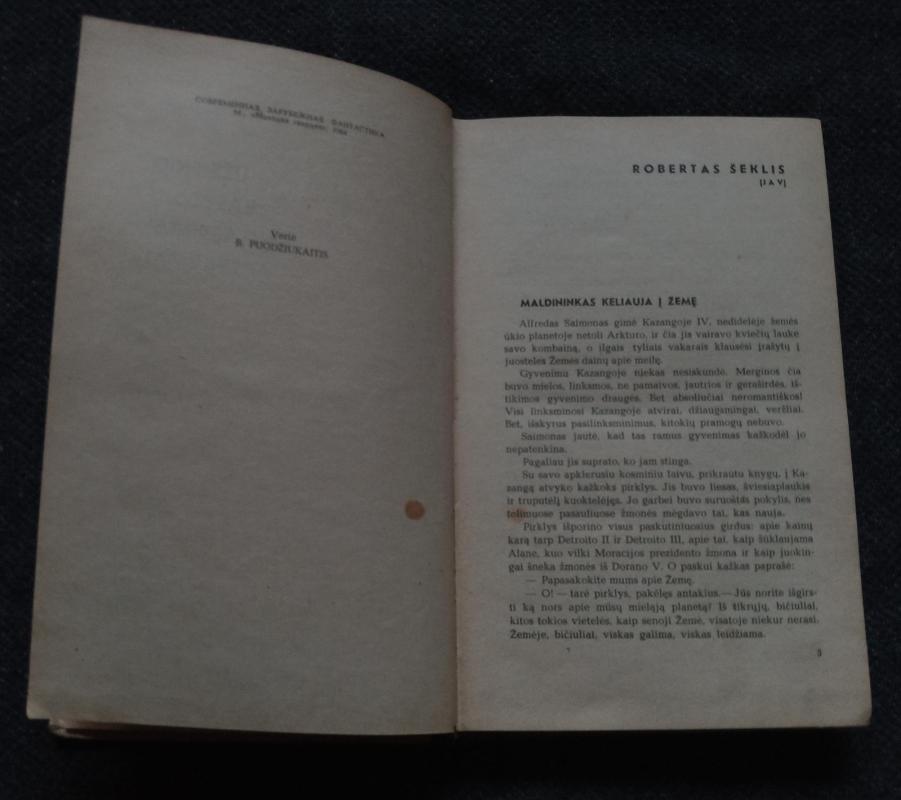 СОВРЕМЕННАЯ ЗАРУБЕЖНАЯ ФАНТАСТИКА
М., «Молодая гвардия», 1964
Vertė
B. PUODŽIUKAITIS
ROBERTAS ŠEKLIS
(JAV)
MALDININKAS KELIAUJA Į ŽEMĘ
Alfredas Saimonas gimė Kazangoje IV, nedidelėje žemės
ūkio planetoje netoli Arktūro, ir čia jis vairavo kviečių lauke
savo kombainą, o ilgais tyliais vakarais klausėsi įrašytų į
juosteles Žemės dainų apie meilę.
Gyvenimu Kazangoje niekas nesiskundė. Merginos čia
buvo mielos, linksmos, ne pamaivos, jautrios ir geraširdės, iš-
tikimos gyvenimo draugės. Bet absoliučiai neromantiškos!
Visi linksminosi Kazangoje atvirai, džiaugsmingai, veržliai.
Bet, išskyrus pasilinksminimus, kitokių pramogų nebuvo.
Saimonas jautė, kad tas ramus gyvenimas kažkodėl jo
nepatenkina.
Pagaliau jis suprato, ko jam stinga.
Su savo apklerusiu kosminiu laivu, prikrautu knygų, į Ka-
zangą atvyko kažkoks pirklys. Jis buvo liesas, šviesiaplaukis
ir truputėlį kuoktelėjęs. Jo garbei buvo suruoštas pokylis, nes
tolimuose pasauliuose žmonės mėgdavo tai, kas nauja.
Pirklys išporino visus paskutiniuosius girdus: apie kainų
karą tarp Detroito II ir Detroito III, apie tai, kaip šūklaujama
Alane, kuo vilki Moracijos prezidento žmona ir kaip juokin-
gai šneka žmonės iš Dorano V. O paskui kažkas paprašė:
— Papasakokite mums apie Žemę.
— O! — tarė pirklys, pakėlęs antakius. — Jūs norite išgirs-
ti ką nors apie mūsų mieląją planetą? Iš tikrųjų, bičiuliai,
kitos tokios vietelės, kaip senoji Žemė, visatoje niekur nerasi.
Žemėje, bičiuliai, viskas galima, viskas leidžiama.
3